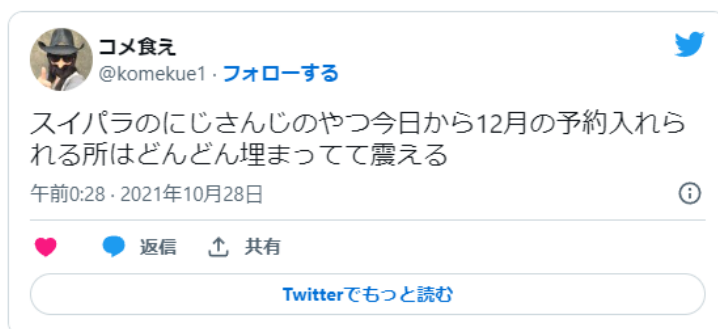 コメ食え
@komekue1 · フォローする
スイパラのにじさんじのやつ今日から12月の予約入れら
れる所はどんどん埋まってて震える
午前0:28 · 2021年10月28日
返信 共有
Twitterでもっと読む